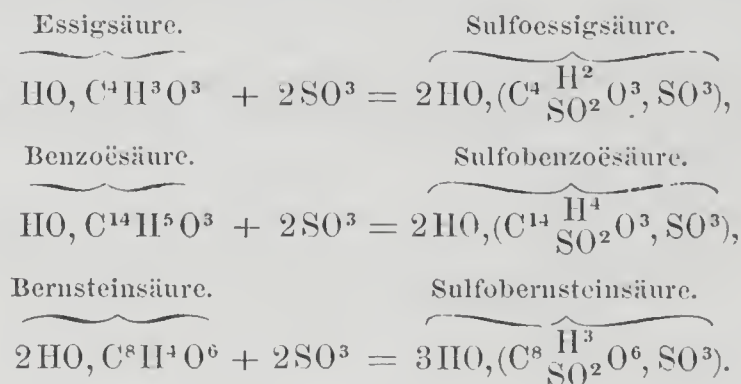 Essigsäure. Sulfoessigsäure.
HO, C⁴H³O³ + 2SO³ = 2HO,(C⁴ H² SO² O³, SO³),
Benzoësäure. Sulfobenzoësäure.
HO, C¹⁴H⁵O³ + 2SO³ = 2HO,(C¹⁴ H⁴ SO² O³, SO³),
Bernsteinsäure. Sulfobernsteinsäure.
2HO, C⁸H⁴O⁶ + 2SO³ = 3HO,(C⁸ H³ SO² O⁶, SO³).